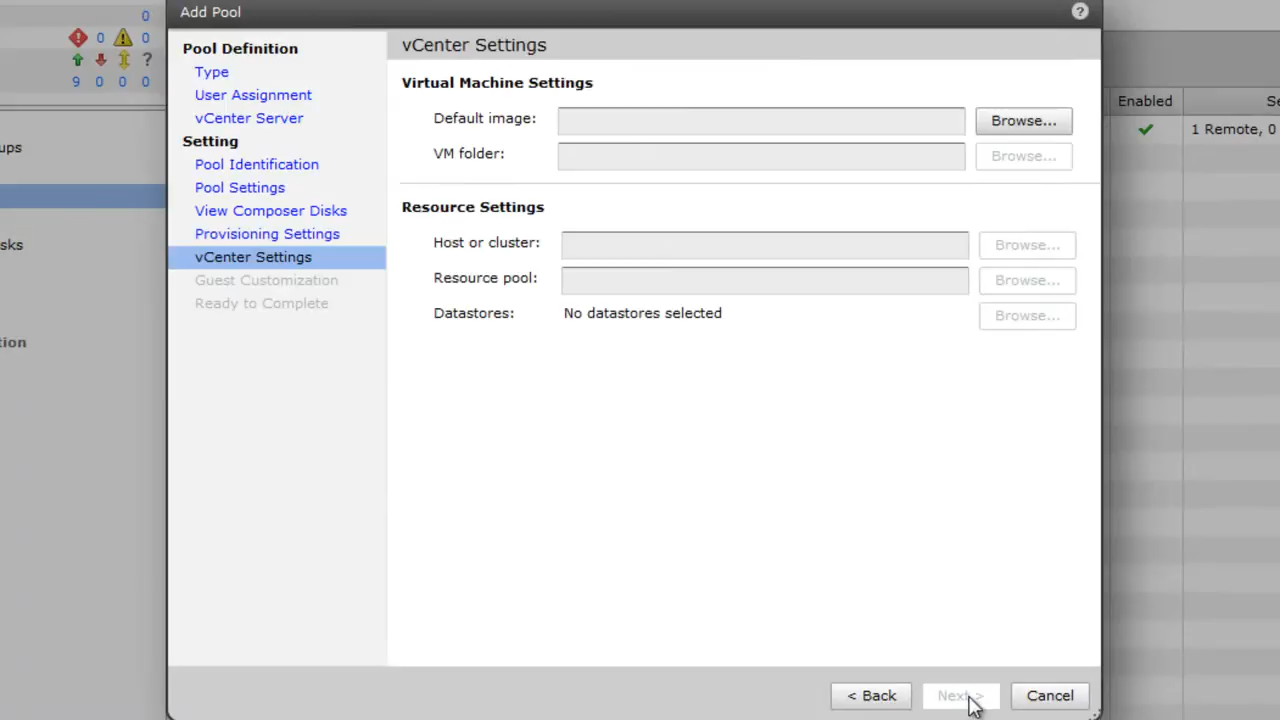 Add Pool
?
0
0 0
?
9 0 0 0
ups
sks
tion
Pool Definition
Type
User Assignment
vCenter Server
Setting
Pool Identification
Pool Settings
View Composer Disks
Provisioning Settings
vCenter Settings
Guest Customization
Ready to Complete
vCenter Settings
Virtual Machine Settings
Default image: Browse...
VM folder: Browse...
Resource Settings
Host or cluster: Browse...
Resource pool: Browse...
Datastores: No datastores selected Browse...
< Back Next > Cancel
Enabled Se
1 Remote, 0